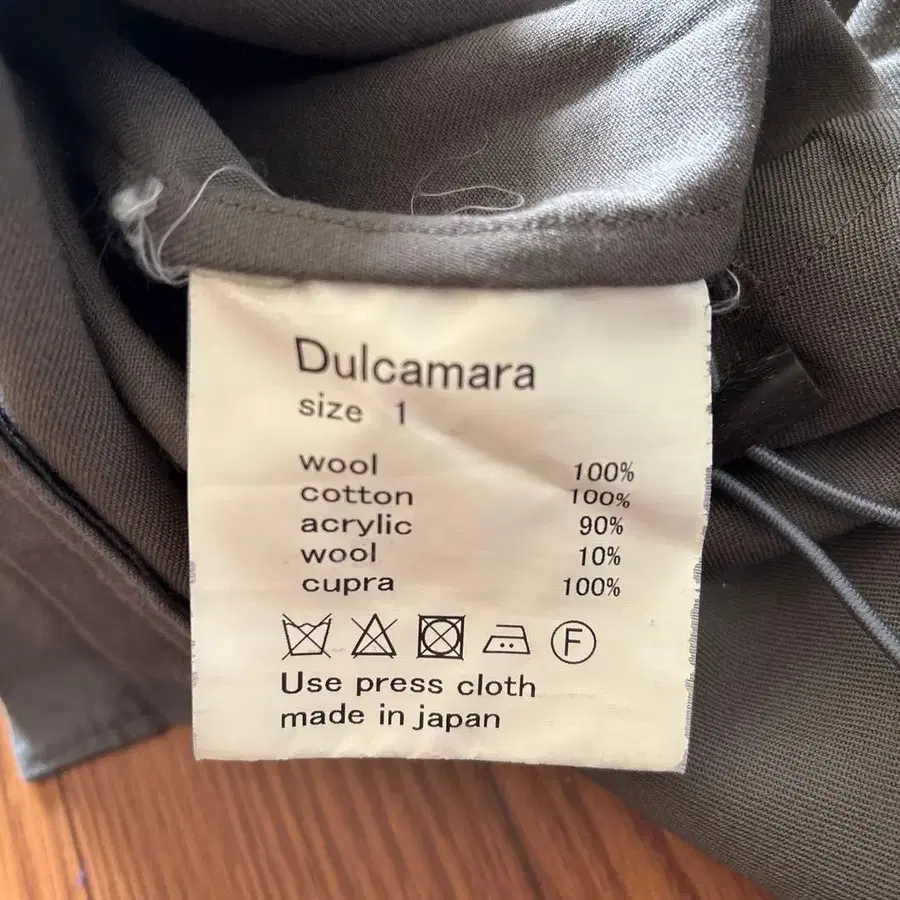 Dulcamara
size 1
wool 100%
cotton 100%
acrylic 90%
wool 10%
cupra 100%
F
Use press cloth
made in japan